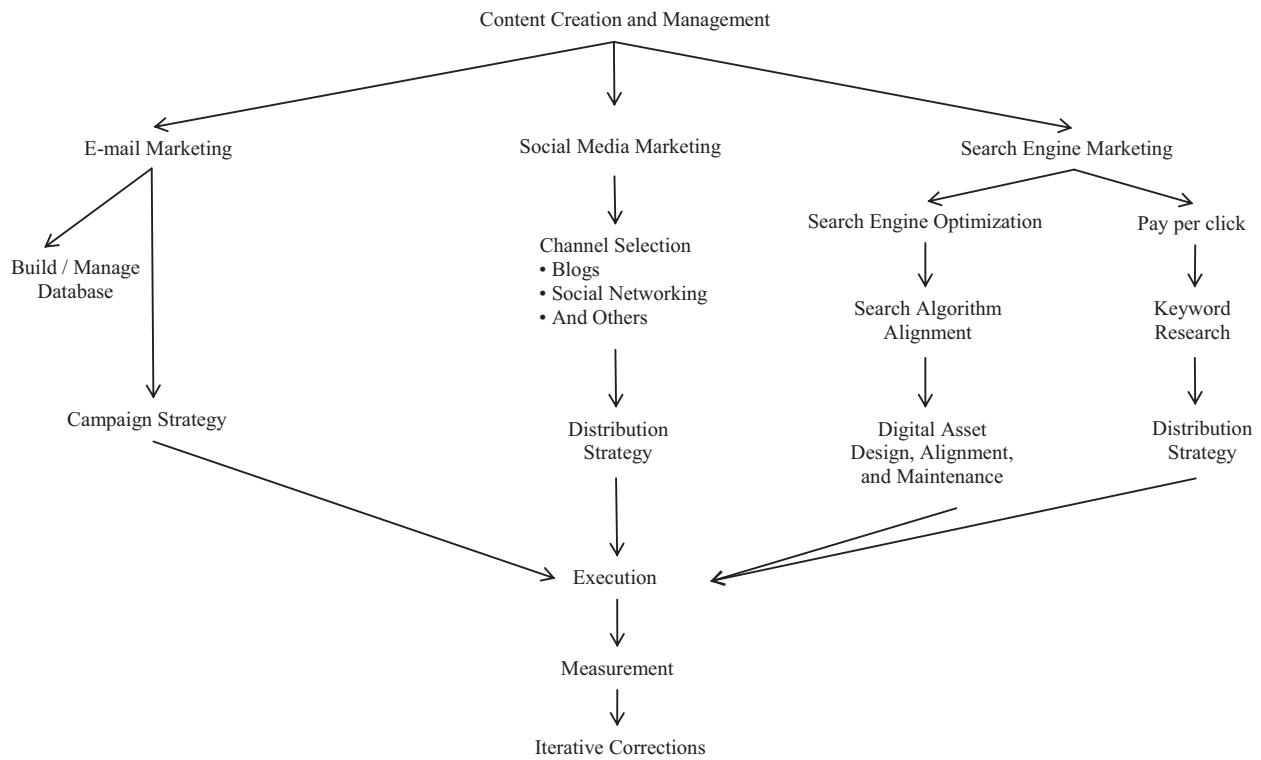 Content Creation and Management
E-mail Marketing
Social Media Marketing
Search Engine Marketing
Build / Manage
Database
Campaign Strategy
Channel Selection
• Blogs
• Social Networking
• And Others
Distribution
Strategy
Search Engine Optimization
Search Algorithm
Alignment
Digital Asset
Design, Alignment,
and Maintenance
Pay per click
Keyword
Research
Distribution
Strategy
Execution
Measurement
Iterative Corrections